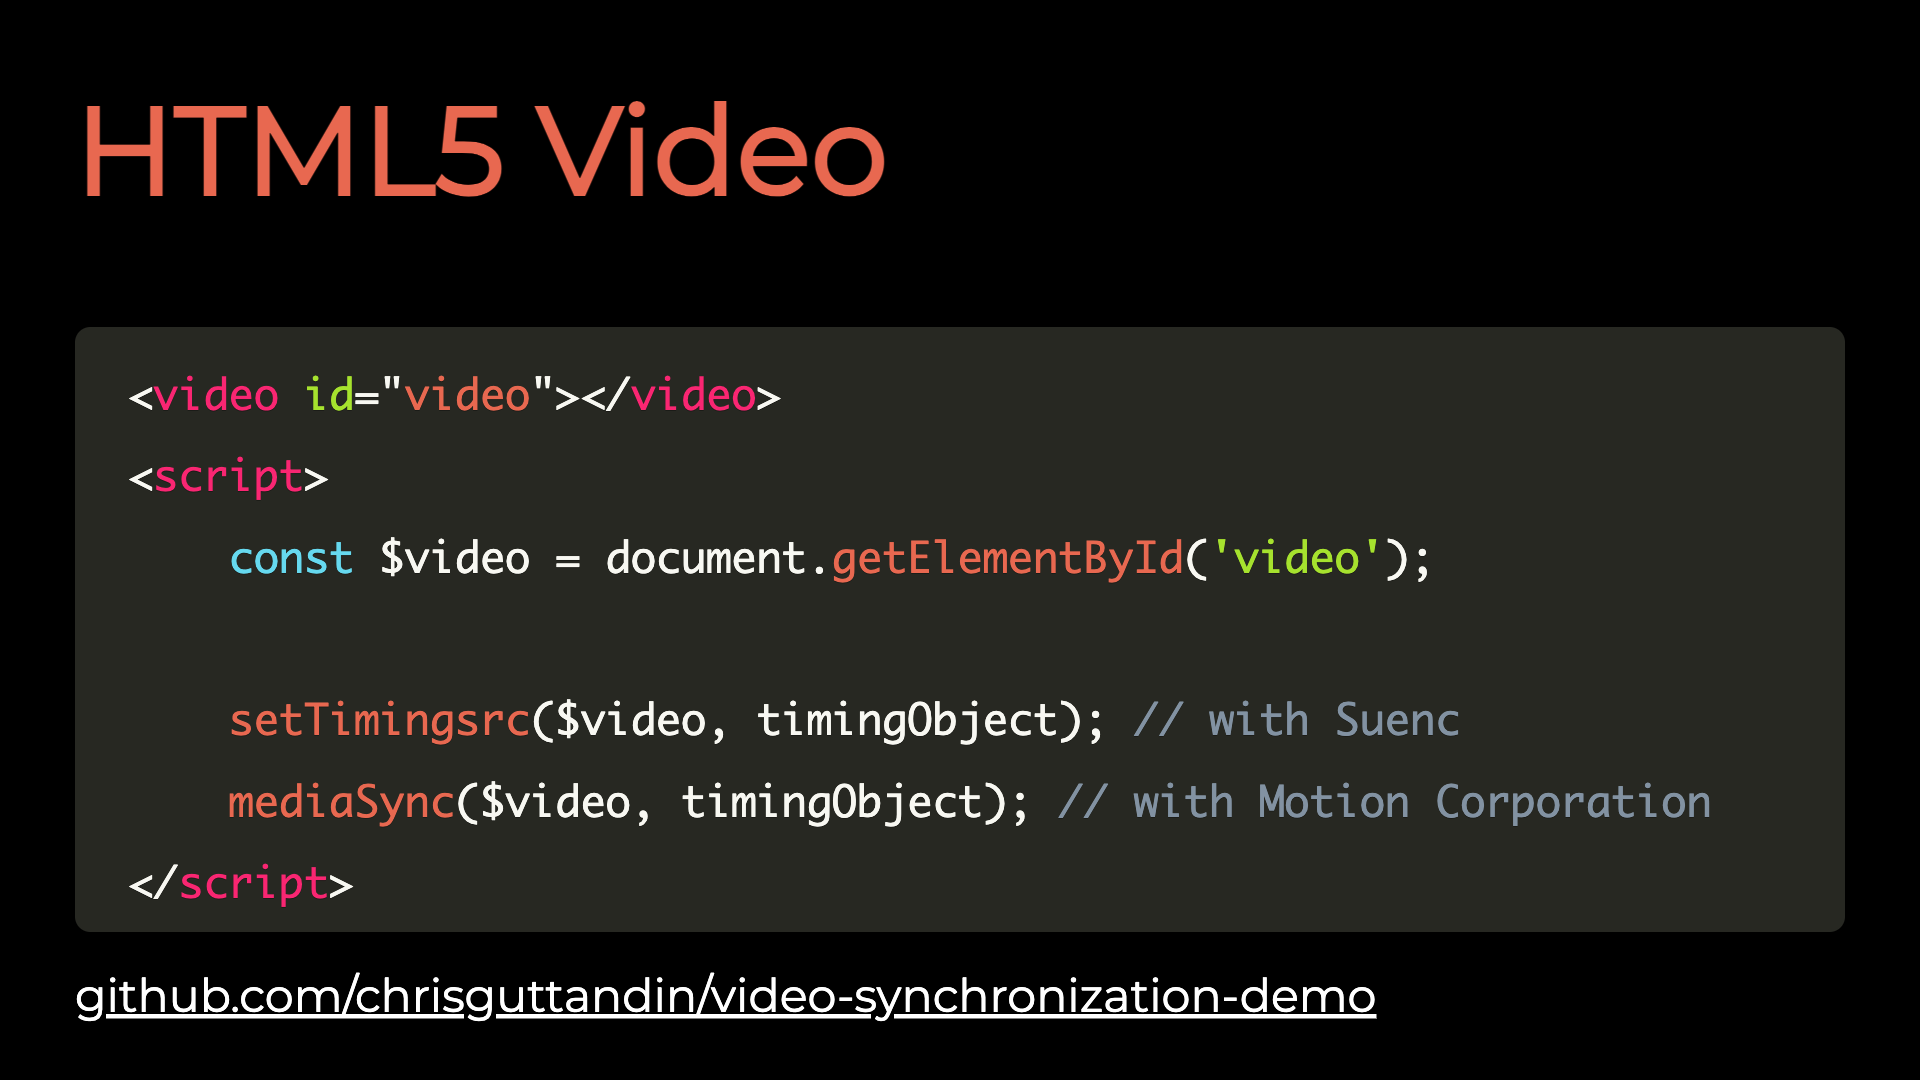 HTML5 Video
<video id="video"></video>
<script>
const $video = document.getElementById('video');
setTimingsrc($video, timingObject); // with Suenc
mediaSync($video, timingObject); // with Motion Corporation
</script>
github.com/chrisguttandin/video-synchronization-demo